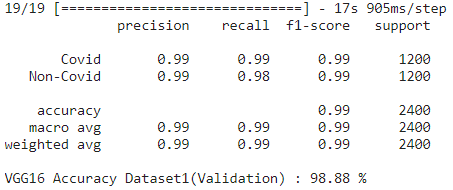 19/19 [==============================] - 17s 905ms/step
precision recall f1-score support
Covid 0.99 0.99 0.99 1200
Non-Covid 0.99 0.98 0.99 1200
accuracy 0.99 2400
macro avg 0.99 0.99 0.99 2400
weighted avg 0.99 0.99 0.99 2400
VGG16 Accuracy Dataset1(Validation) : 98.88 %